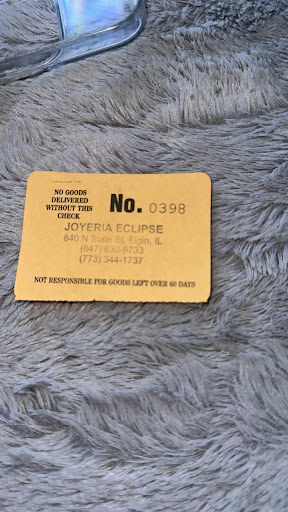 NO GOODS
DELIVERED
WITHOUT THIS
CHECK
No. 0398
JOYERIA ECLIPSE
840 N State St, Elgin, IL
(847) 630-9733
(773) 344-1737
NOT RESPONSIBLE FOR GOODS LEFT OVER 60 DAYS